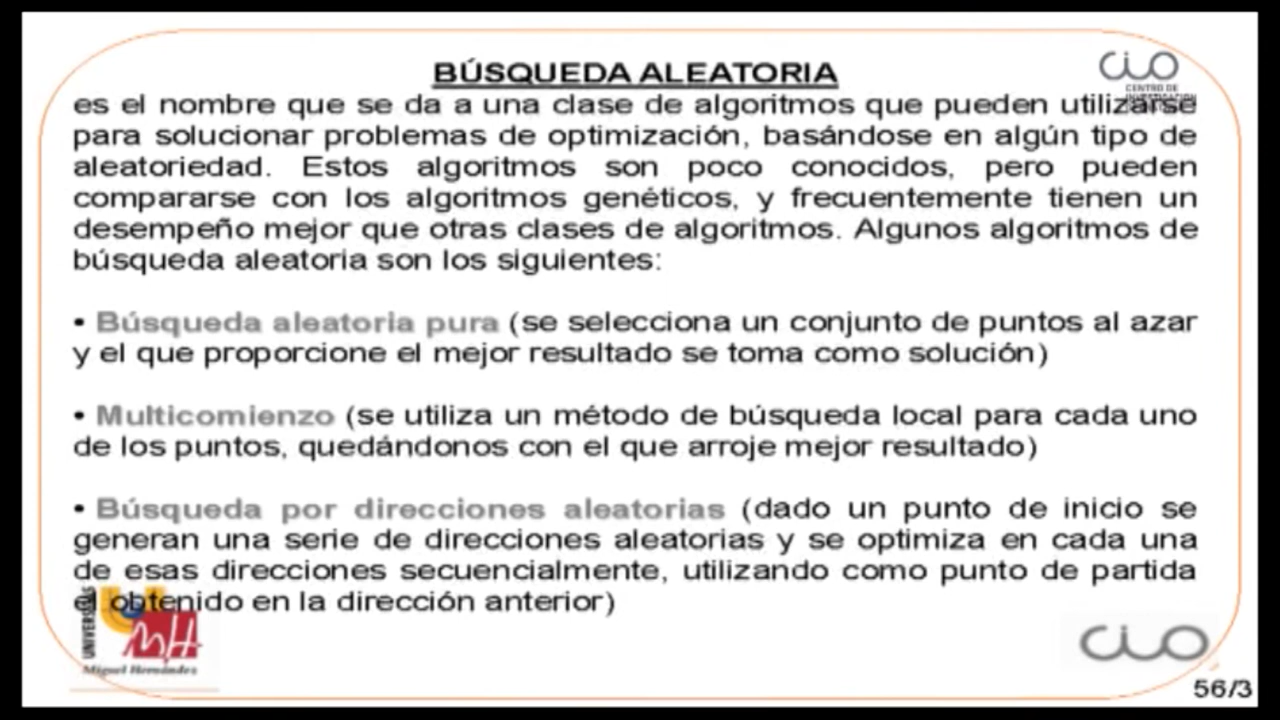 BÚSQUEDA ALEATORIA
CIO
CENTRO DE
es el nombre que se da a una clase de algoritmos que pueden utilizarse
para solucionar problemas de optimización, basándose en algún tipo de
aleatoriedad. Estos algoritmos son poco conocidos, pero pueden
compararse con los algoritmos genéticos, y frecuentemente tienen un
desempeño mejor que otras clases de algoritmos. Algunos algoritmos de
búsqueda aleatoria son los siguientes:
• Búsqueda aleatoria pura (se selecciona un conjunto de puntos al azar
y el que proporcione el mejor resultado se toma como solución)
• Multicomienzo (se utiliza un método de búsqueda local para cada uno
de los puntos, quedándonos con el que arroje mejor resultado)
• Búsqueda por direcciones aleatorias (dado un punto de inicio se
generan una serie de direcciones aleatorias y se optimiza en cada una
de esas direcciones secuencialmente, utilizando como punto de partida
el obtenido en la dirección anterior)
Miguel Hernández
CIO
56/3